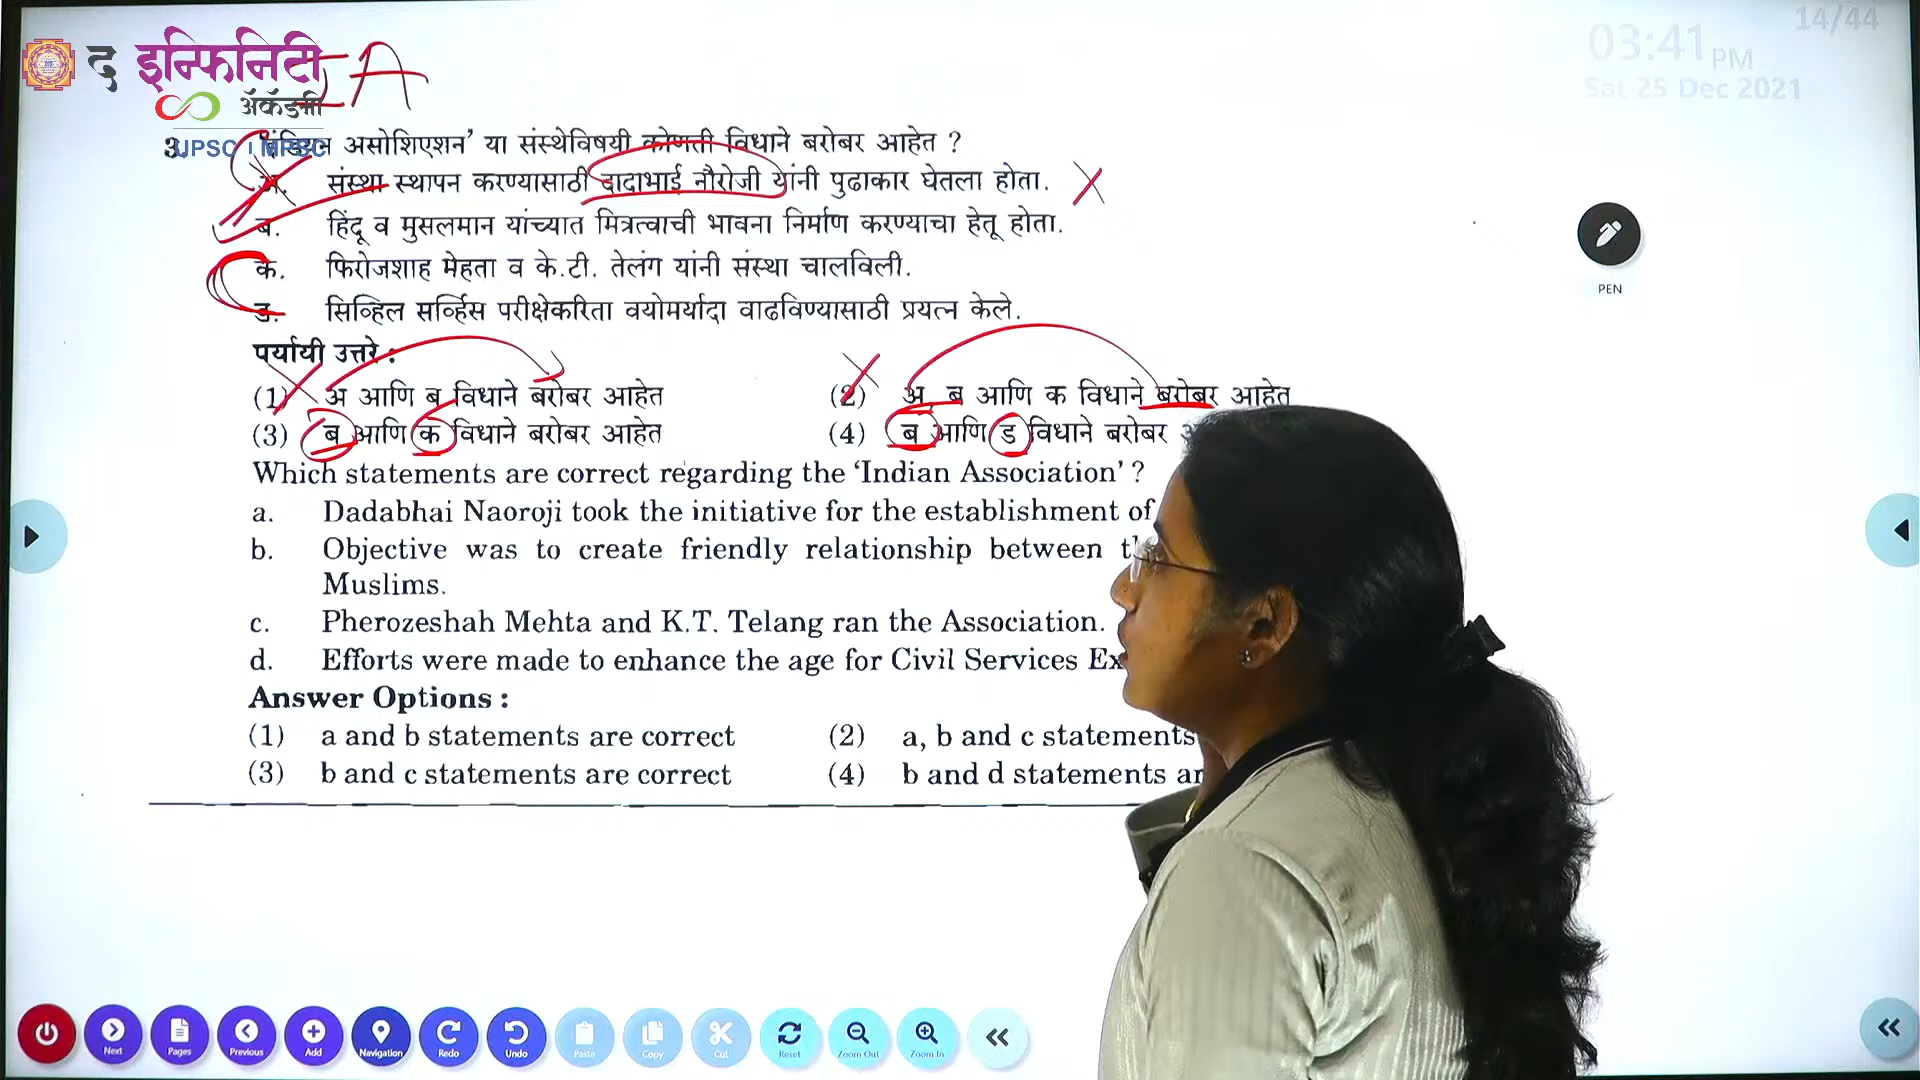 14/44
03:41 PM
Sat 25 Dec 2021
द इन्फिनिटी
ॲकॅडमी
UPSC | MPSC
IA
3. 'इंडियन असोशिएशन' या संस्थेविषयी कोणती विधाने बरोबर आहेत ?
अ. संस्था स्थापन करण्यासाठी दादाभाई नौरोजी यांनी पुढाकार घेतला होता.
ब. हिंदू व मुसलमान यांच्यात मित्रत्वाची भावना निर्माण करण्याचा हेतू होता.
क. फिरोजशाह मेहता व के.टी. तेलंग यांनी संस्था चालविली.
ड. सिव्हिल सर्व्हिस परीक्षेकरिता वयोमर्यादा वाढविण्यासाठी प्रयत्न केले.
PEN
पर्यायी उत्तरे :
(1) अ आणि ब विधाने बरोबर आहेत (2) अ, ब आणि क विधाने बरोबर आहेत
(3) ब आणि क विधाने बरोबर आहेत (4) ब आणि ड विधाने बरोबर
Which statements are correct regarding the 'Indian Association' ?
a. Dadabhai Naoroji took the initiative for the establishment of
b. Objective was to create friendly relationship between
Muslims.
c. Pherozeshah Mehta and K.T. Telang ran the Association.
d. Efforts were made to enhance the age for Civil Services
Answer Options :
(1) a and b statements are correct (2) a, b and c statements
(3) b and c statements are correct (4) b and d statements
Next Pages Previous Add Navigation Redo Undo Paste Copy Cut Reset Zoom Out Zoom In